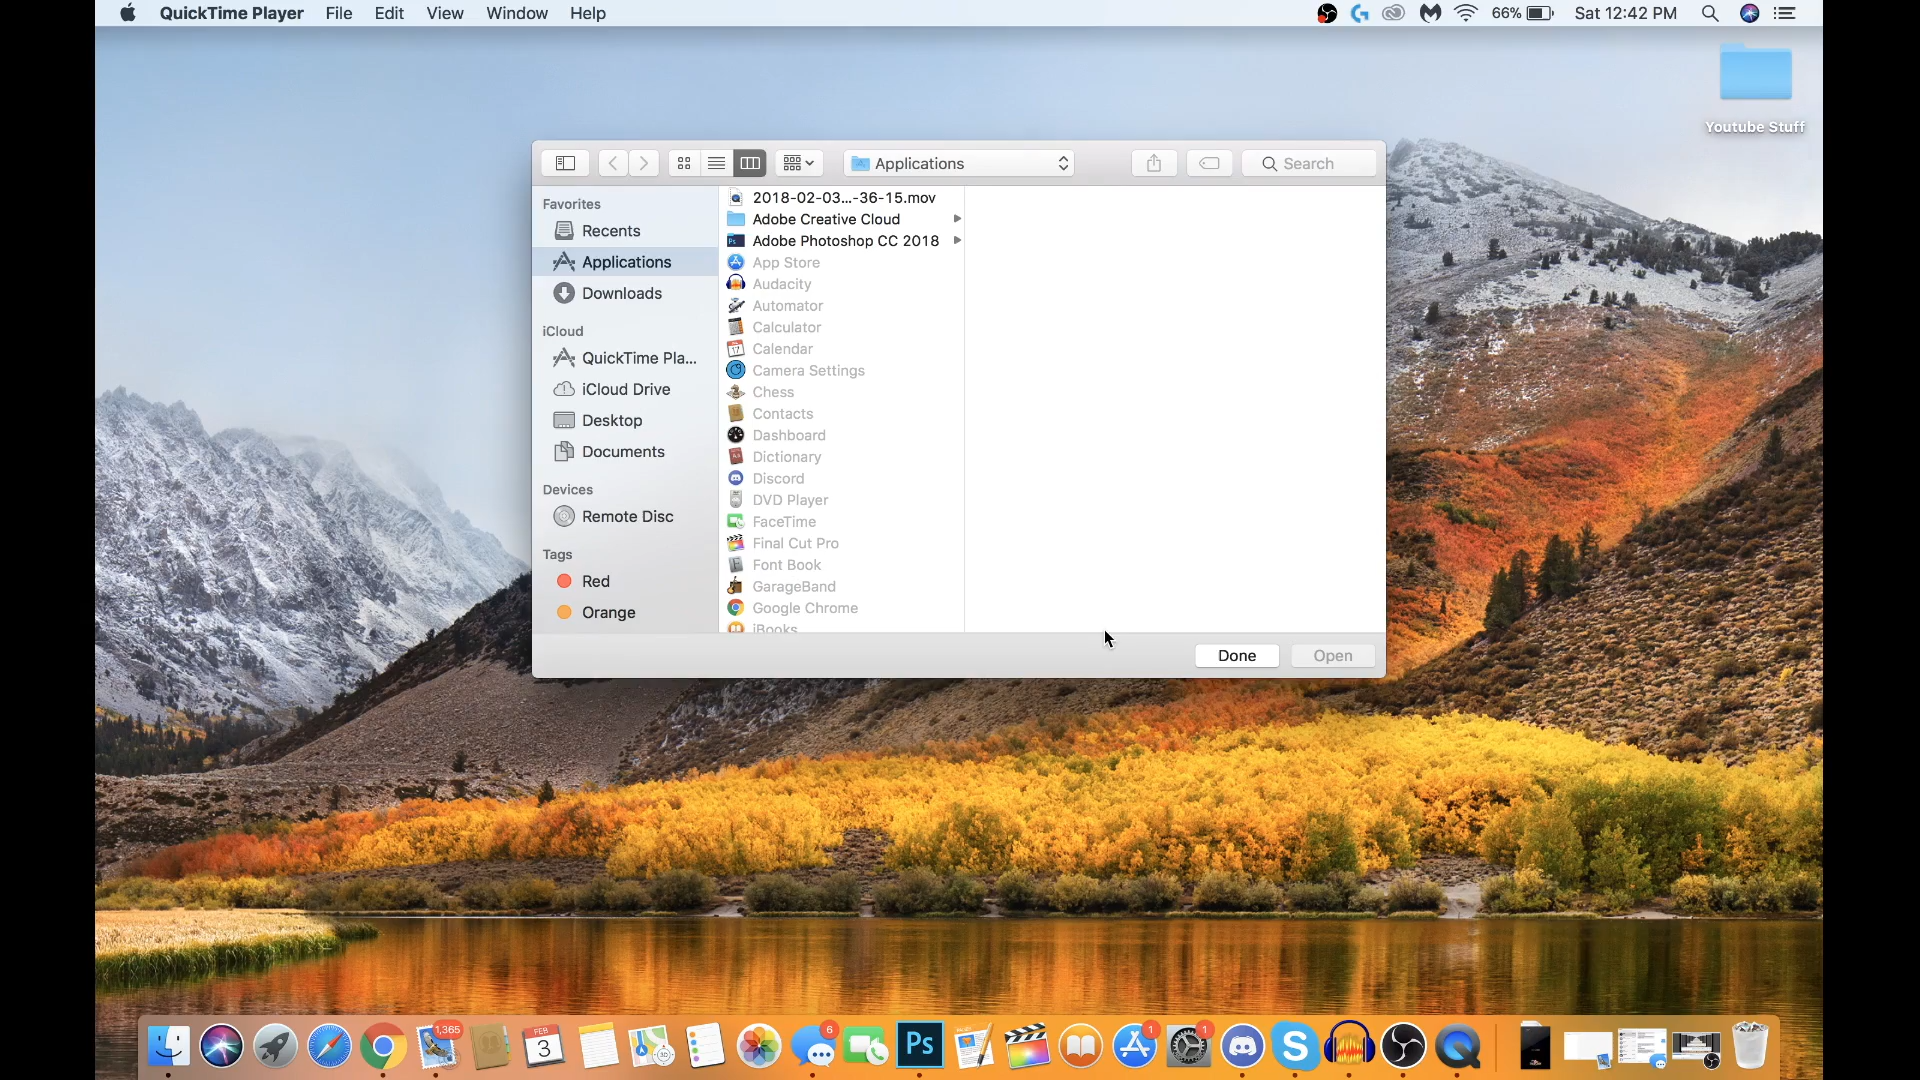 QuickTime Player File Edit View Window Help 66% Sat 12:42 PM
Youtube Stuff
Applications Search
Favorites
Recents
Applications
Downloads
iCloud
QuickTime Pla...
iCloud Drive
Desktop
Documents
Devices
Remote Disc
Tags
Red
Orange
2018-02-03...-36-15.mov
Adobe Creative Cloud
Adobe Photoshop CC 2018
App Store
Audacity
Automator
Calculator
Calendar
Camera Settings
Chess
Contacts
Dashboard
Dictionary
Discord
DVD Player
FaceTime
Final Cut Pro
Font Book
GarageBand
Google Chrome
iBooks
Done Open
1,365 FEB 3 6 Ps 1 1